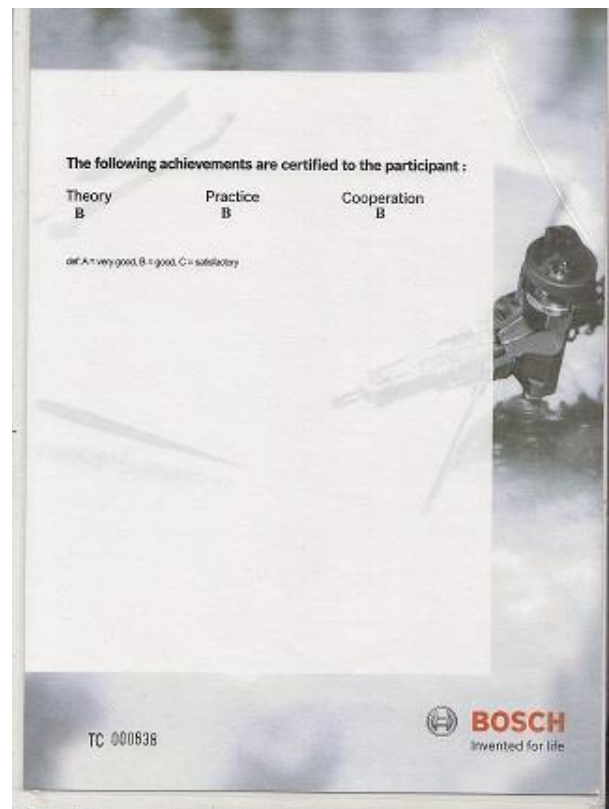 The following achievements are certified to the participant :
Theory Practice Cooperation
B B B
def:A = very good, B = good, C = satisfactory
TC 000838
BOSCH
Invented for life